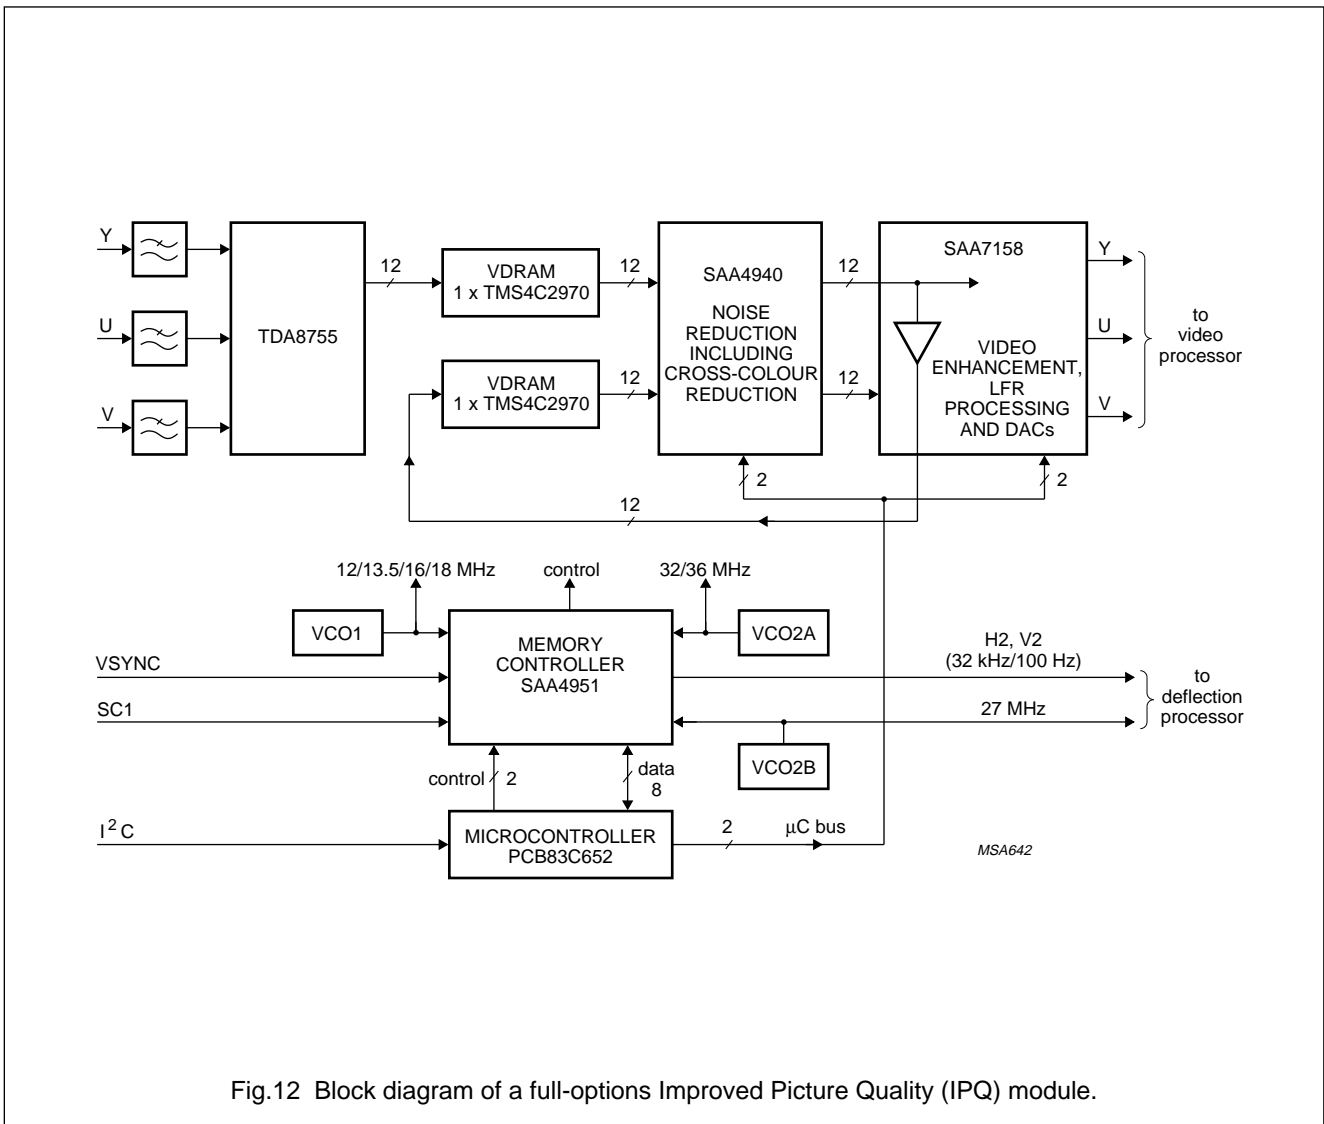 Y
U
V
TDA8755
12
VDRAM
1 x TMS4C2970
12
VDRAM
1 x TMS4C2970
12
SAA4940
NOISE
REDUCTION
INCLUDING
CROSS-COLOUR
REDUCTION
12
12
SAA7158
VIDEO
ENHANCEMENT,
LFR
PROCESSING
AND DACs
Y
U
V
to
video
processor
2
2
12
12/13.5/16/18 MHz
control
32/36 MHz
VCO1
MEMORY
CONTROLLER
SAA4951
VCO2A
VSYNC
SC1
H2, V2
(32 kHz/100 Hz)
27 MHz
to
deflection
processor
VCO2B
control 2
data
8
I2C
MICROCONTROLLER
PCB83C652
2
µC bus
MSA642
Fig.12 Block diagram of a full-options Improved Picture Quality (IPQ) module.